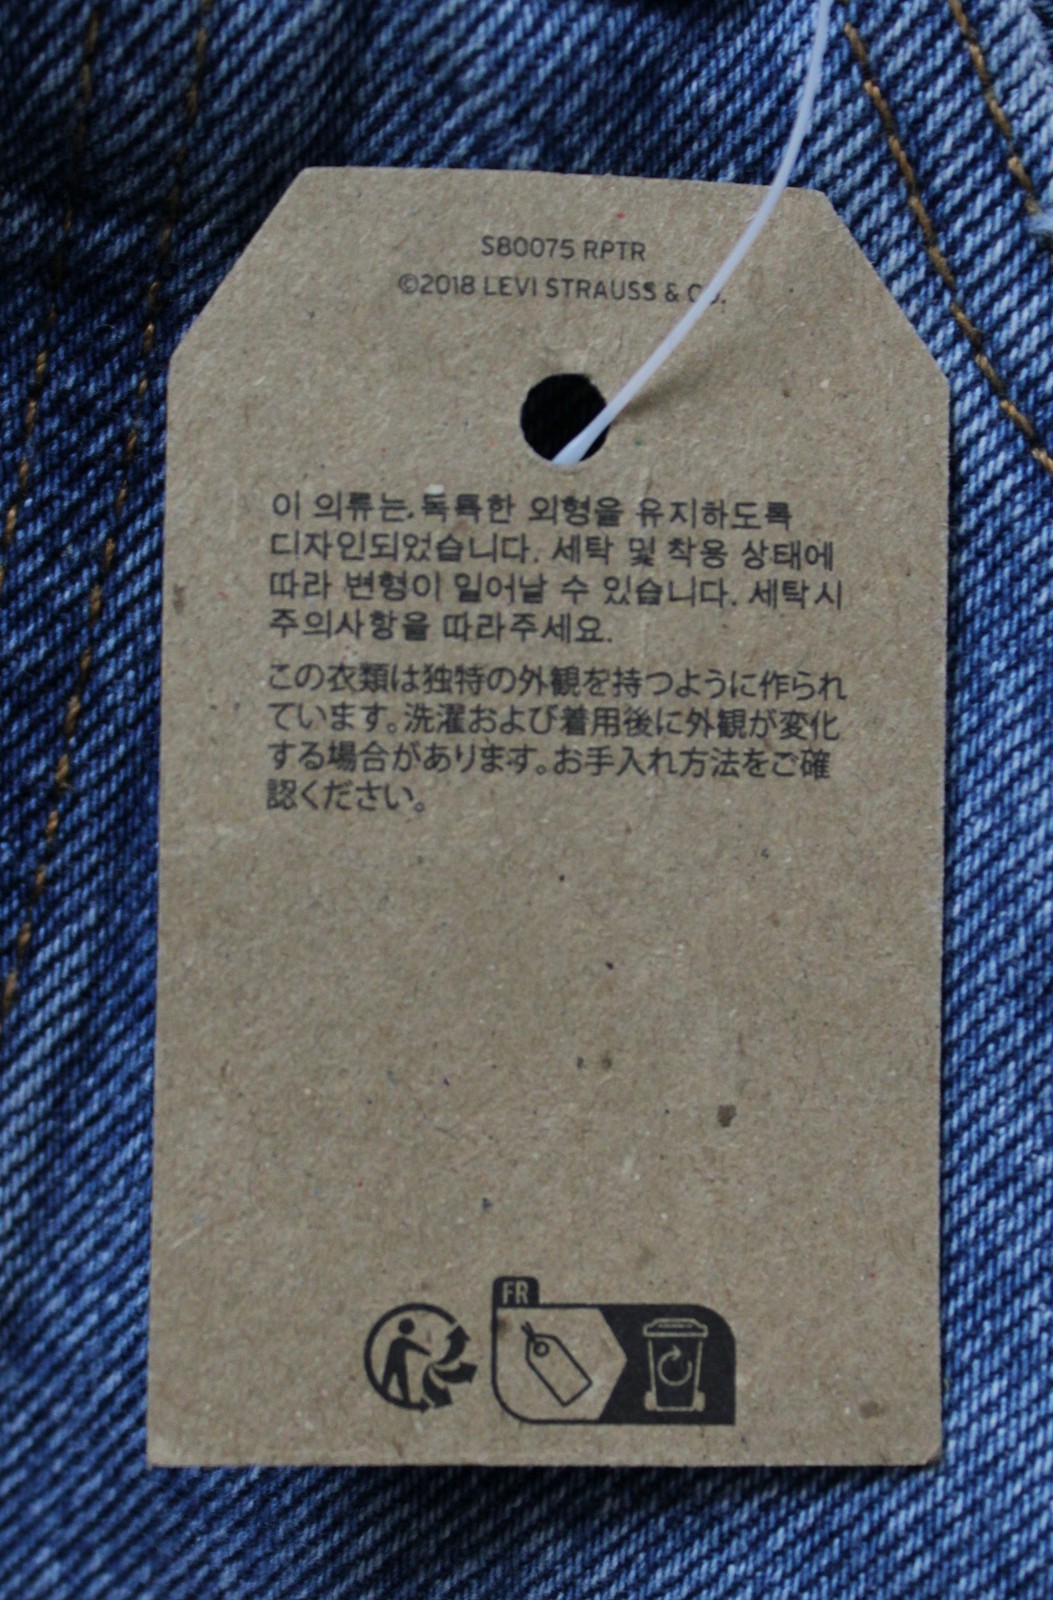 S80075 RPTR
©2018 LEVI STRAUSS & CO.
이 의류는 독특한 외형을 유지하도록
디자인되었습니다. 세탁 및 착용 상태에
따라 변형이 일어날 수 있습니다. 세탁시
주의사항을 따라주세요.
この衣類は独特の外観を持つように作られ
ています。洗濯および着用後に外観が変化
する場合があります。お手入れ方法をご確
認ください。
FR